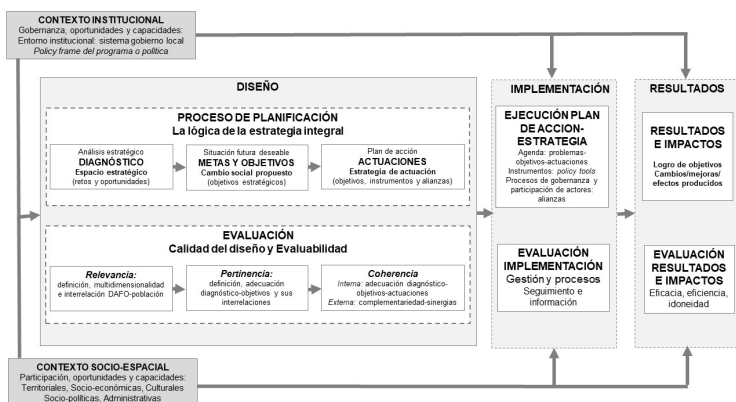 CONTEXTO INSTITUCIONAL
Gobernanza, oportunidades y capacidades:
Entorno institucional: sistema gobierno local
Policy frame del programa o política
DISEÑO
PROCESO DE PLANIFICACIÓN
La lógica de la estrategia integral
Análisis estratégico
DIAGNÓSTICO
Espacio estratégico
(retos y oportunidades)
Situación futura deseable
METAS Y OBJETIVOS
Cambio social propuesto
(objetivos estratégicos)
Plan de acción
ACTUACIONES
Estrategia de actuación
(objetivos, instrumentos y alianzas)
EVALUACIÓN
Calidad del diseño y Evaluabilidad
Relevancia:
definición, multidimensionalidad
e interrelación DAFO-población
Pertinencia:
definición, adecuación
diagnóstico-objetivos y sus
interrelaciones
Coherencia
Interna: adecuación diagnóstico-
objetivos-actuaciones
Externa: complementariedad-sinergias
IMPLEMENTACIÓN
EJECUCIÓN PLAN
DE ACCION-
ESTRATEGIA
Agenda: problemas-
objetivos-actuaciones
Instrumentos: policy tools
Procesos de gobernanza y
participación de actores:
alianzas
EVALUACIÓN
IMPLEMENTACIÓN
Gestión y procesos
Seguimiento e
información
RESULTADOS
RESULTADOS
E IMPACTOS
Logro de objetivos
Cambios/mejoras/
efectos producidos
EVALUACIÓN
RESULTADOS
E IMPACTOS
Eficacia, eficiencia,
idoneidad
CONTEXTO SOCIO-ESPACIAL
Participación, oportunidades y capacidades:
Territoriales, Socio-económicas, Culturales
Socio-políticas, Administrativas